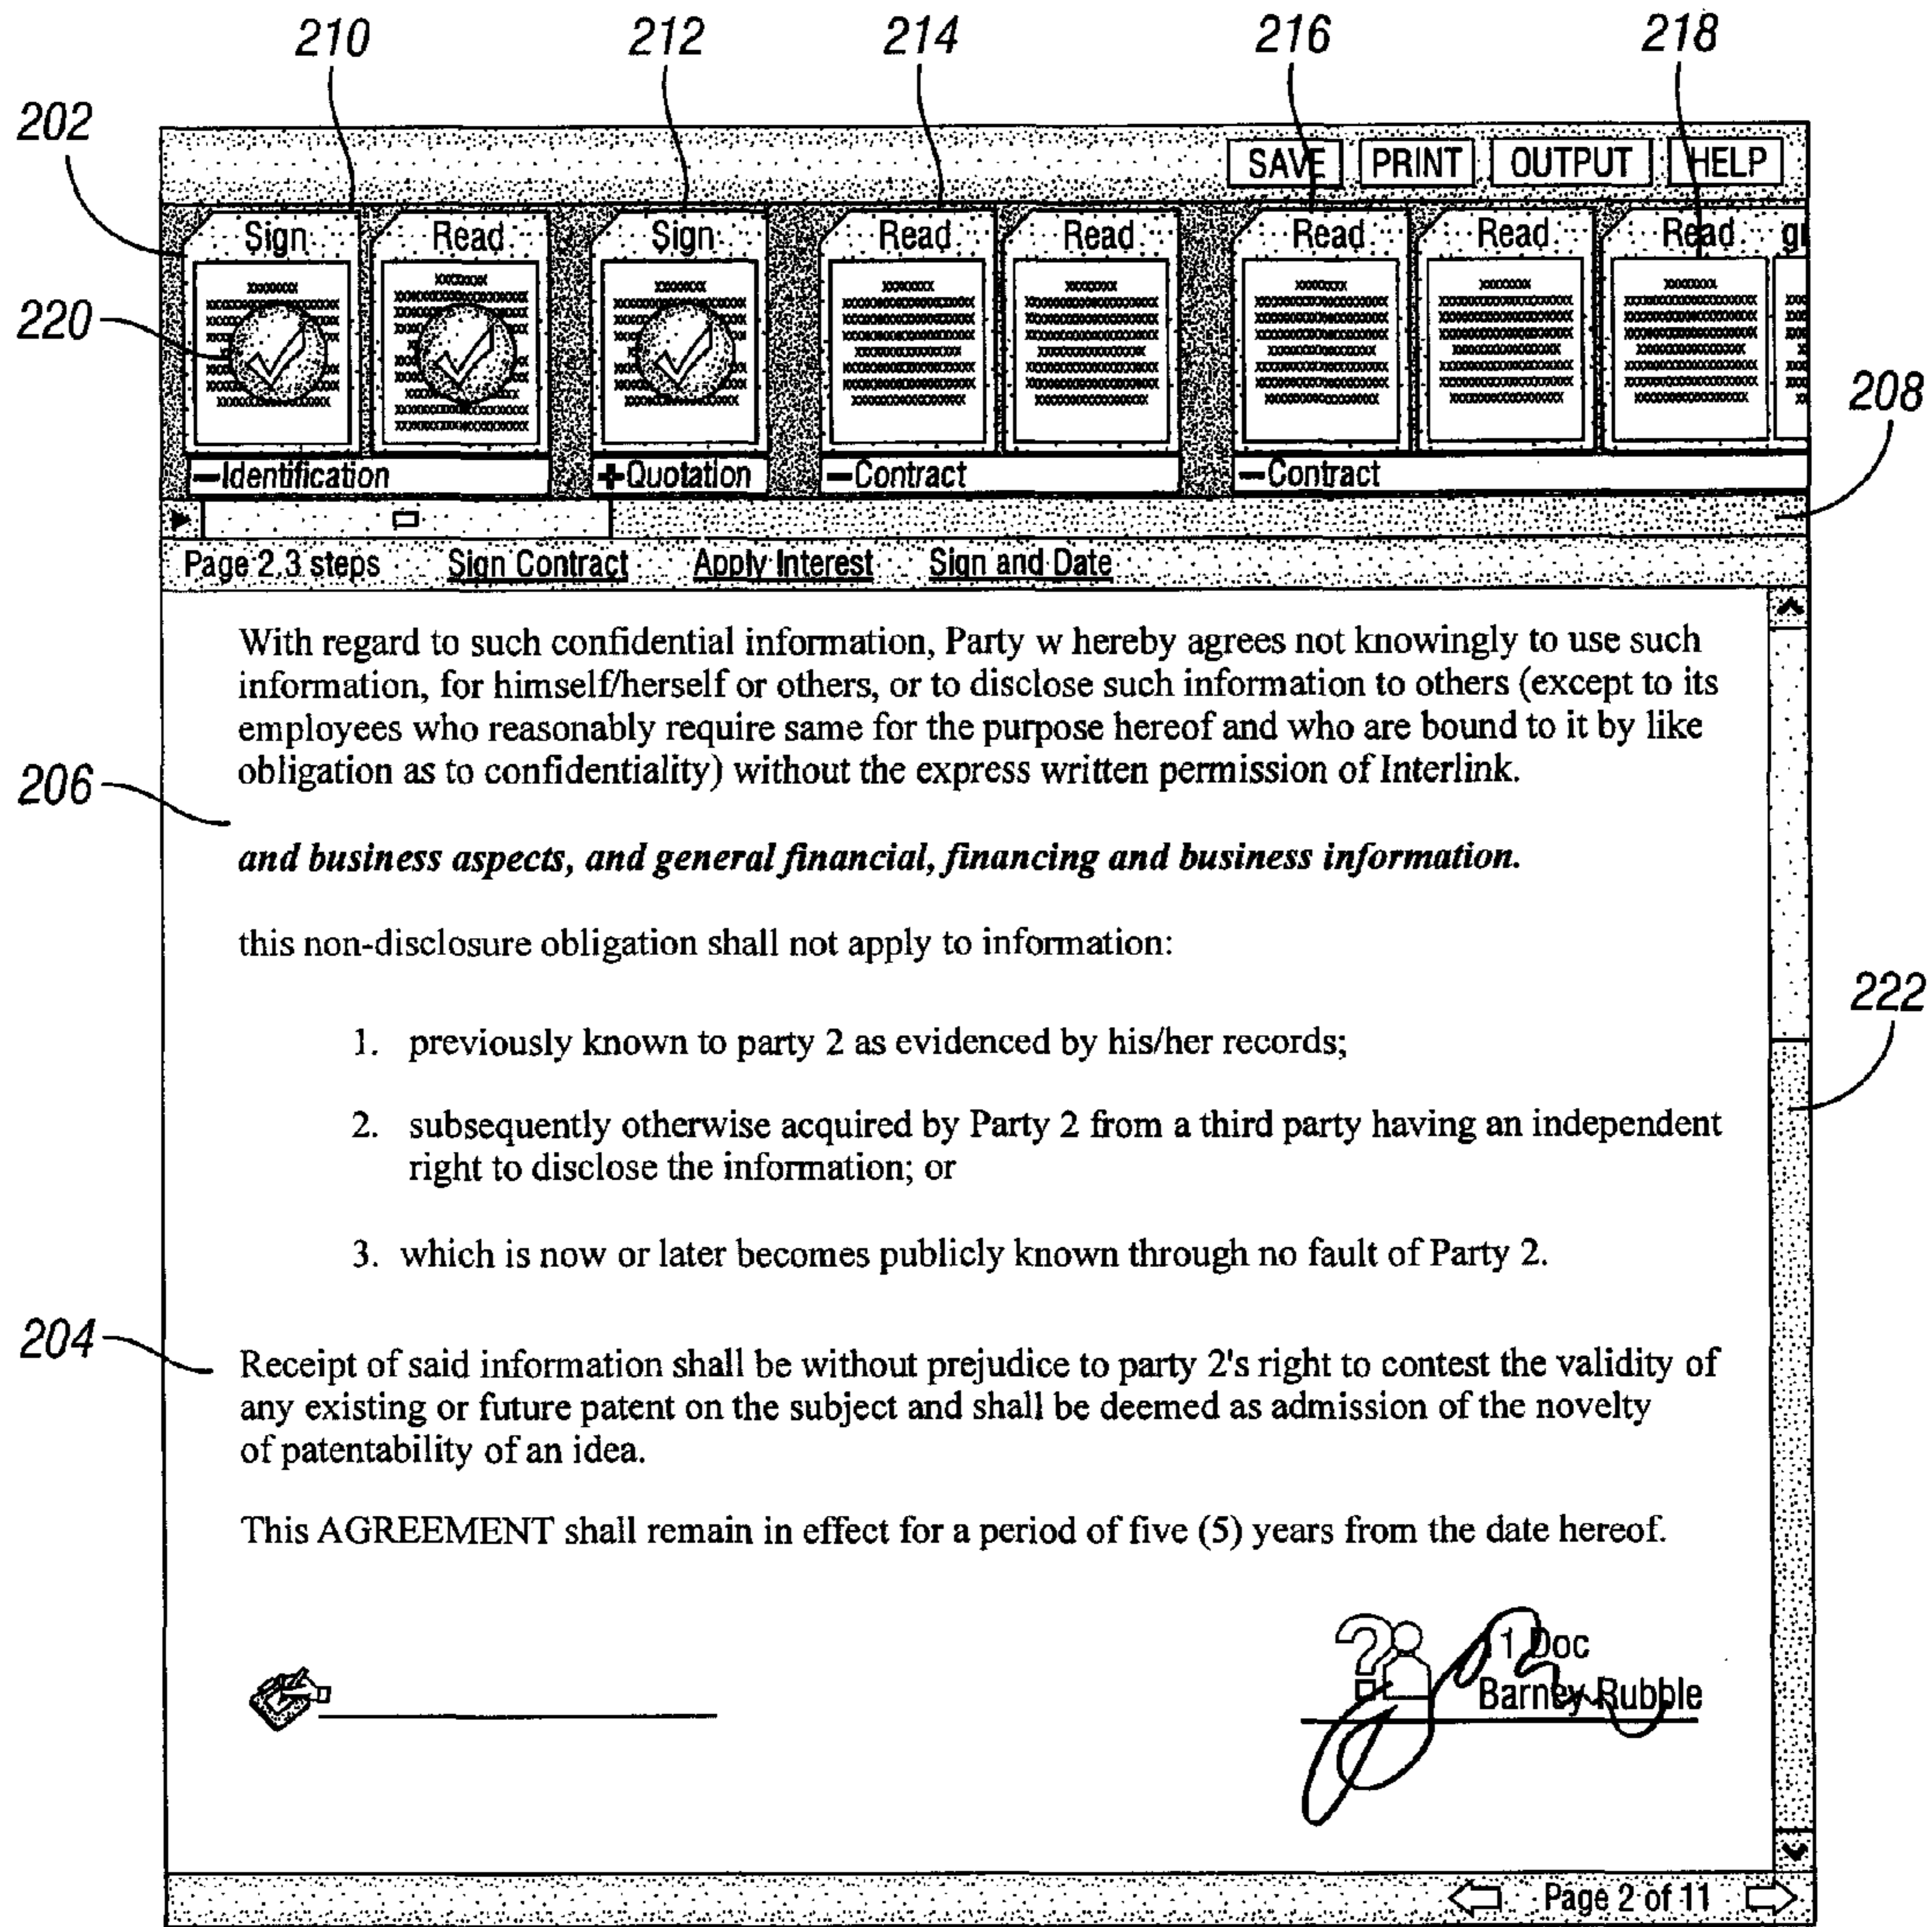 210 212 214 216 218
202
SAVE PRINT OUTPUT HELP
Sign Read Sign Read Read Read Read Read
220
208
–Identification +Quotation –Contract –Contract
Page 2,3 steps Sign Contract Apply Interest Sign and Date
With regard to such confidential information, Party w hereby agrees not knowingly to use such
information, for himself/herself or others, or to disclose such information to others (except to its
employees who reasonably require same for the purpose hereof and who are bound to it by like
obligation as to confidentiality) without the express written permission of Interlink.
206
and business aspects, and general financial, financing and business information.
this non-disclosure obligation shall not apply to information:
222
1. previously known to party 2 as evidenced by his/her records;
2. subsequently otherwise acquired by Party 2 from a third party having an independent
right to disclose the information; or
3. which is now or later becomes publicly known through no fault of Party 2.
204
Receipt of said information shall be without prejudice to party 2's right to contest the validity of
any existing or future patent on the subject and shall be deemed as admission of the novelty
of patentability of an idea.
This AGREEMENT shall remain in effect for a period of five (5) years from the date hereof.
1 Doc
Barney Rubble
Page 2 of 11